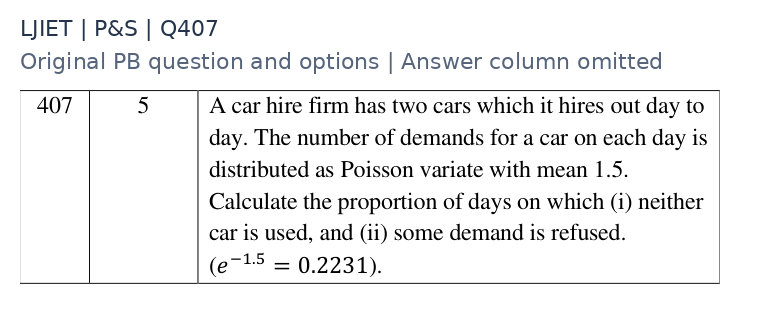 LJIET | P&S | Q407
Original PB question and options | Answer column omitted
407 5 A car hire firm has two cars which it hires out day to
day. The number of demands for a car on each day is
distributed as Poisson variate with mean 1.5.
Calculate the proportion of days on which (i) neither
car is used, and (ii) some demand is refused.
(𝑒^{−1.5} = 0.2231).